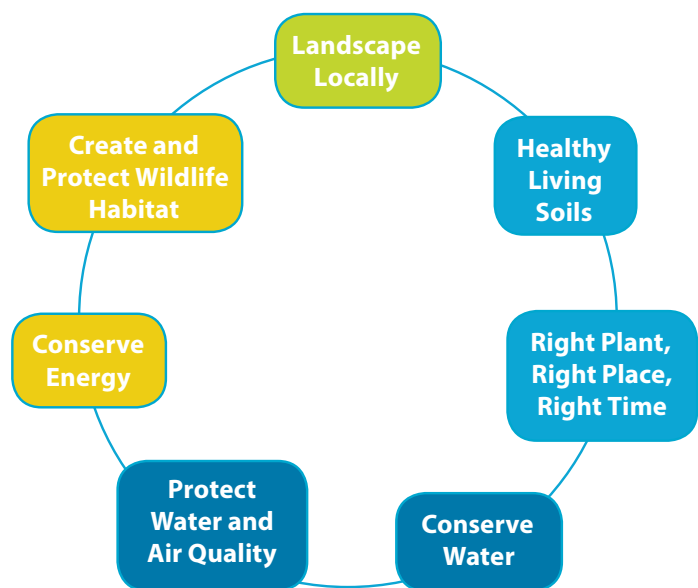 Landscape
Locally
Healthy
Living
Soils
Right Plant,
Right Place,
Right Time
Conserve
Water
Protect
Water and
Air Quality
Conserve
Energy
Create and
Protect Wildlife
Habitat